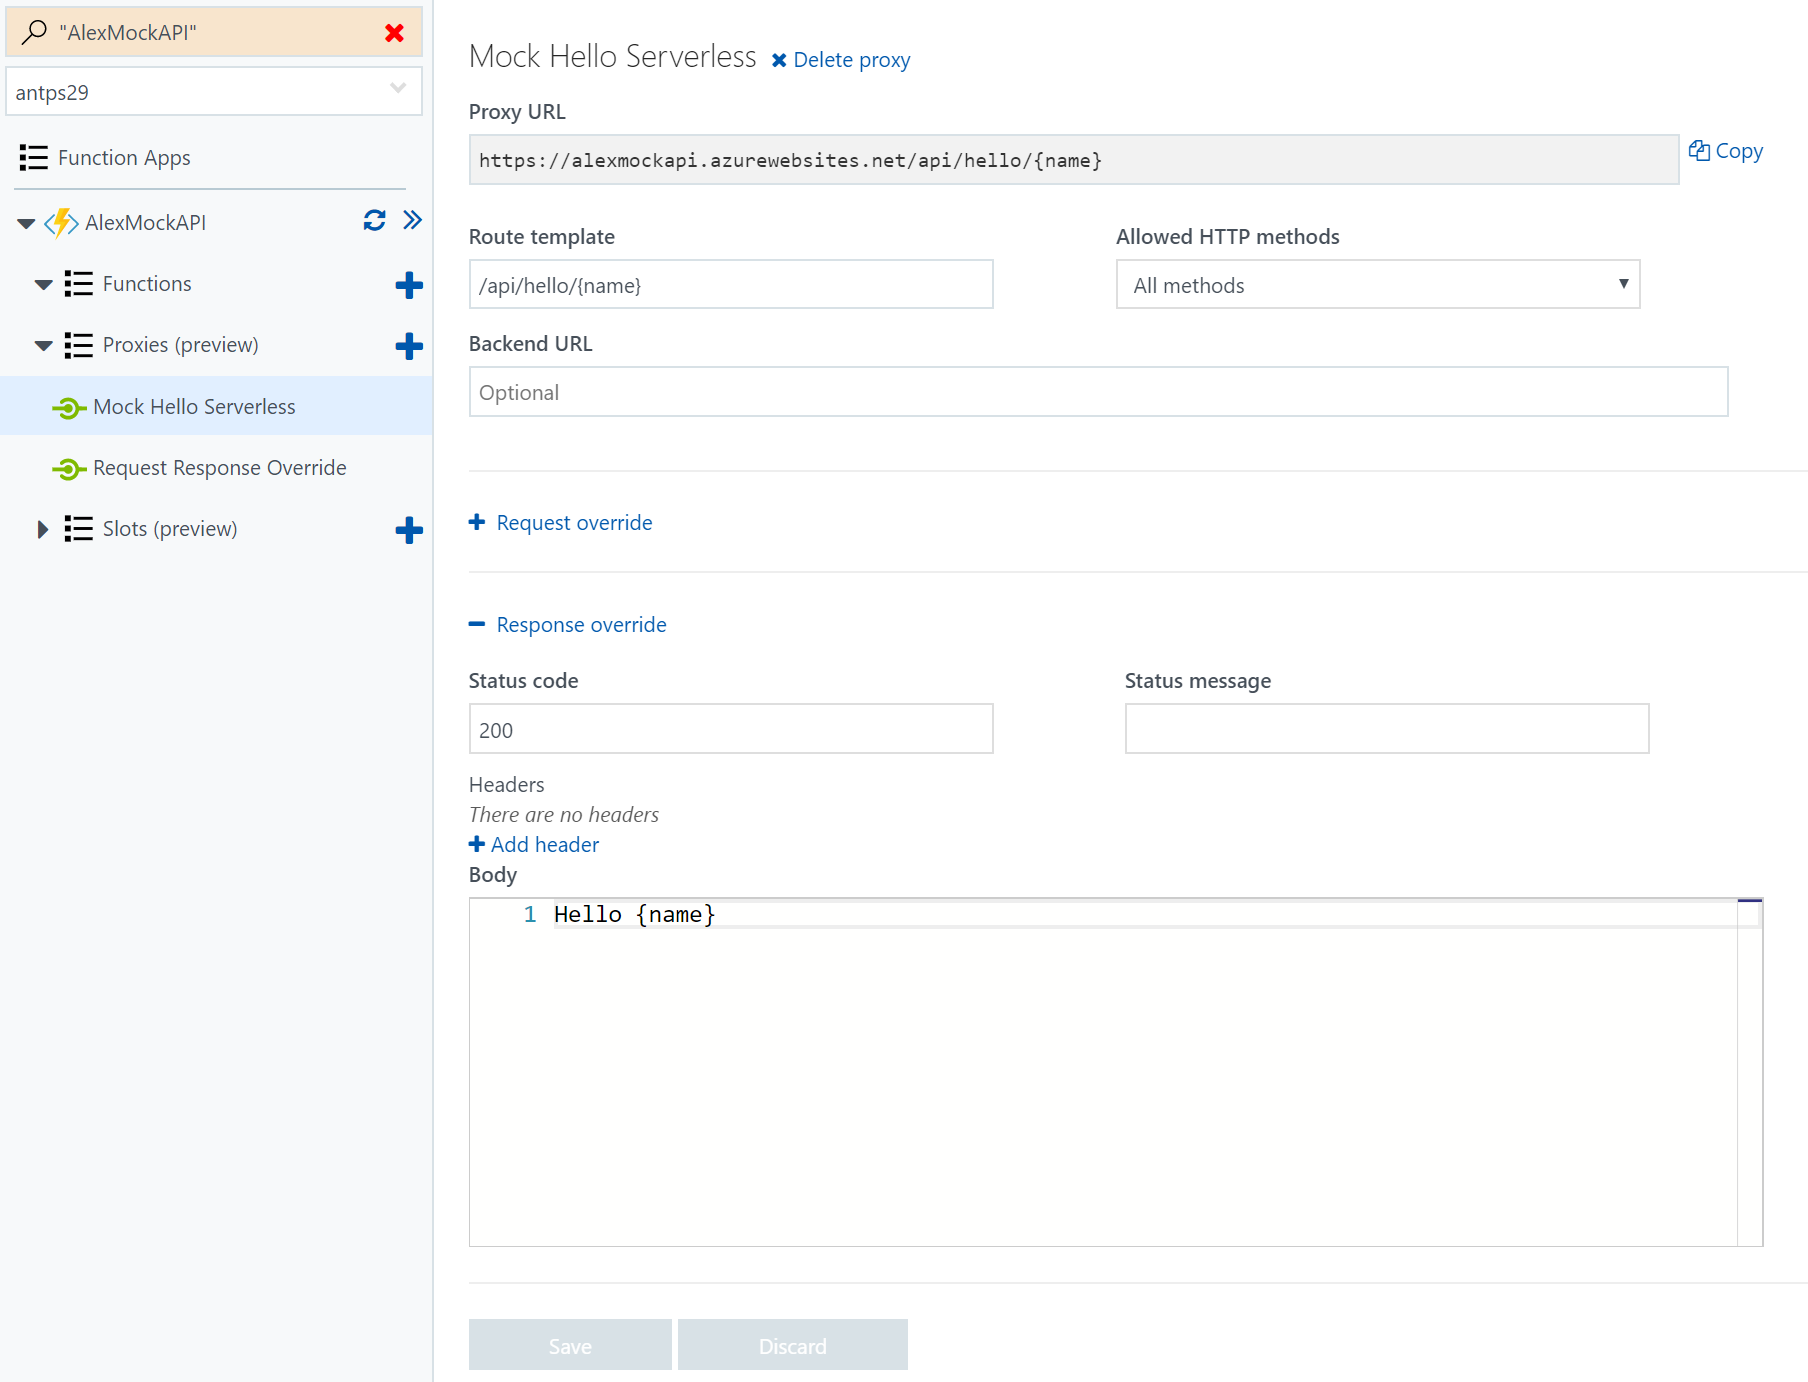 "AlexMockAPI"
antps29
Function Apps
AlexMockAPI
Functions
Proxies (preview)
Mock Hello Serverless
Request Response Override
Slots (preview)
Mock Hello Serverless Delete proxy
Proxy URL
https://alexmockapi.azurewebsites.net/api/hello/{name}
Copy
Route template
/api/hello/{name}
Allowed HTTP methods
All methods
Backend URL
Optional
Request override
Response override
Status code
200
Status message
Headers
There are no headers
Add header
Body
1 Hello {name}
Save
Discard